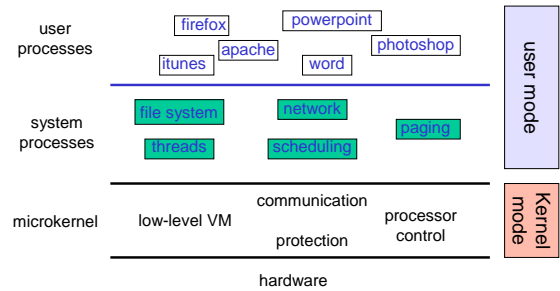 user
processes
firefox
powerpoint
apache
photoshop
itunes
word
user mode
system
processes
file system
network
paging
threads
scheduling
microkernel
low-level VM
communication
processor
control
protection
Kernel
mode
hardware